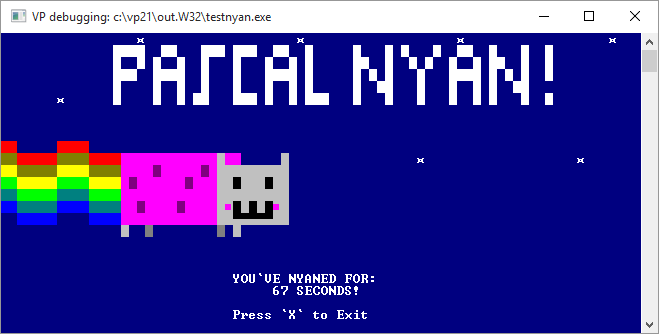 VP debugging: c:\vp21\out.W32\testnyan.exe
PASCAL NYAN!
YOU`VE NYANED FOR:
67 SECONDS!
Press `X` to Exit